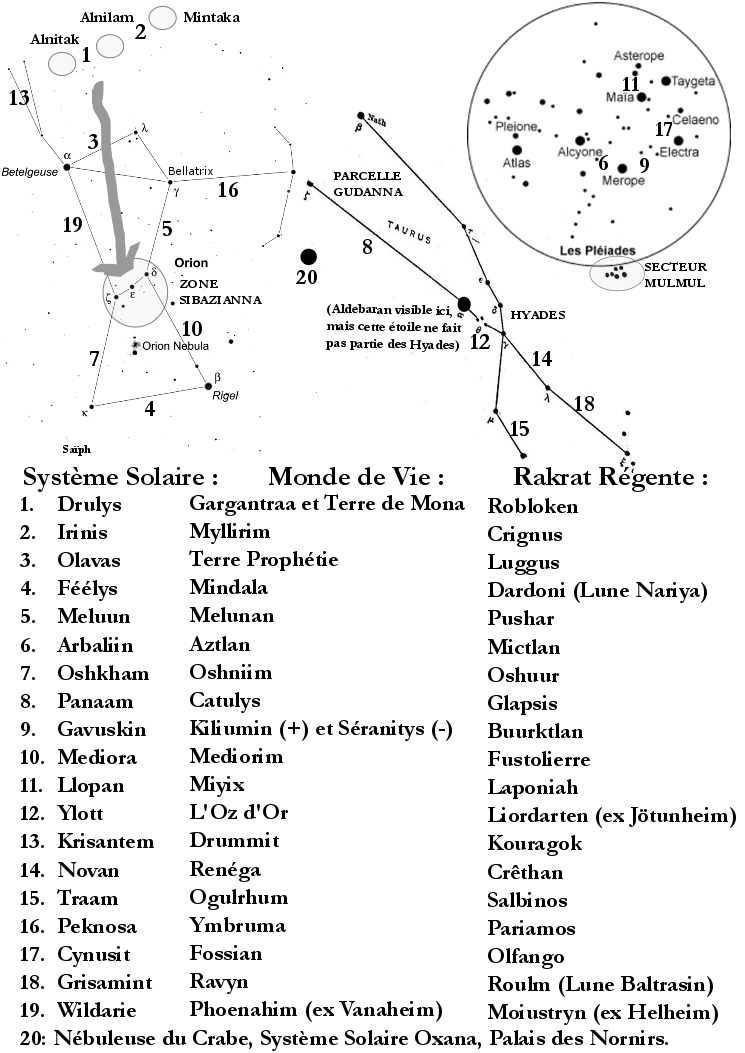 Alnilam Mintaka
Alnitak 1 2
13
3 λ
Betelgeuse α
Bellatrix
γ 16
19
5
Orion
ZONE
SIBAZIANNA
δ
ζ ε
10
7 Orion Nebula
β
Rigel
κ 4
Saïph
β Nath
PARCELLE
GUDANNA
ζ
TAURUS
8
τ
20
ε
(Aldebaran visible ici,
mais cette étoile ne fait
pas partie des Hyades)
α
δ
HYADES
θ
12 γ
14
λ
18
μ
15
Asterope
11 Taygeta
Maïa
Celaeno
17
Pleione
Atlas
Alcyone
6 9 Electra
Merope
Les Pléiades
SECTEUR
MULMUL
Système Solaire : Monde de Vie : Rakrat Régente :
1. Drulys Gargantraa et Terre de Mona Robloken
2. Irinis Myllirim Crignus
3. Olavas Terre Prophétie Luggus
4. Féélys Mindala Dardoni (Lune Nariya)
5. Meluun Melunan Pushar
6. Arbaliin Aztlan Mictlan
7. Oshkham Oshniim Oshuur
8. Panaam Catulys Glapsis
9. Gavuskin Kiliumin (+) et Séranitys (-) Buurktlan
10. Mediora Mediorim Fustolierre
11. Llopan Miyix Laponiah
12. Ylott L'Oz d'Or Liordarten (ex Jötunheim)
13. Krisantem Drummit Kouragok
14. Novan Renéga Crêthan
15. Traam Ogulrhum Salbinos
16. Peknosa Ymbruma Pariamos
17. Cynusit Fossian Olfango
18. Grisamint Ravyn Roulm (Lune Baltrasin)
19. Wildarie Phoenahim (ex Vanaheim) Moiustryn (ex Helheim)
20: Nébuleuse du Crabe, Système Solaire Oxana, Palais des Nornirs.